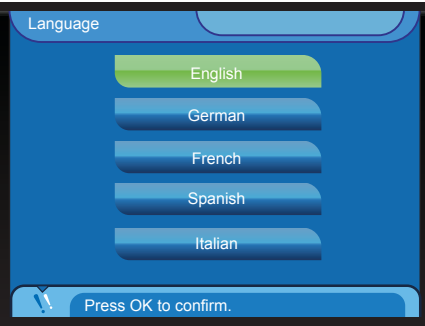 Language
English
German
French
Spanish
Italian
Press OK to confirm.